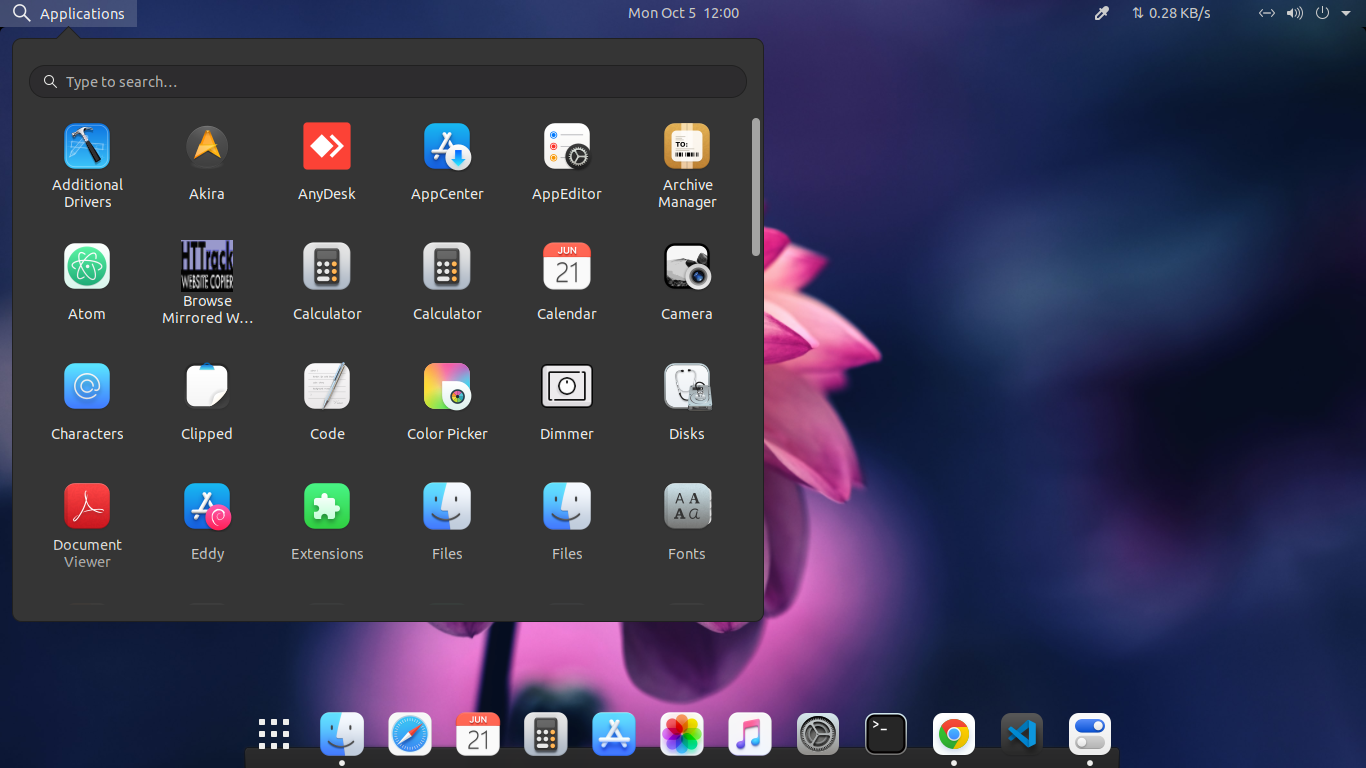 Applications
Mon Oct 5 12:00
0.28 KB/s
Type to search...
Additional
Drivers
Akira
AnyDesk
AppCenter
AppEditor
TO:
Archive
Manager
Atom
HTTrack
WEBSITE COPIER
Browse
Mirrored W...
Calculator
Calculator
JUN
21
Calendar
Camera
Characters
Clipped
Code
Color Picker
Dimmer
Disks
Document
Viewer
Eddy
Extensions
Files
Files
A A
A a
Fonts
JUN
21
>_